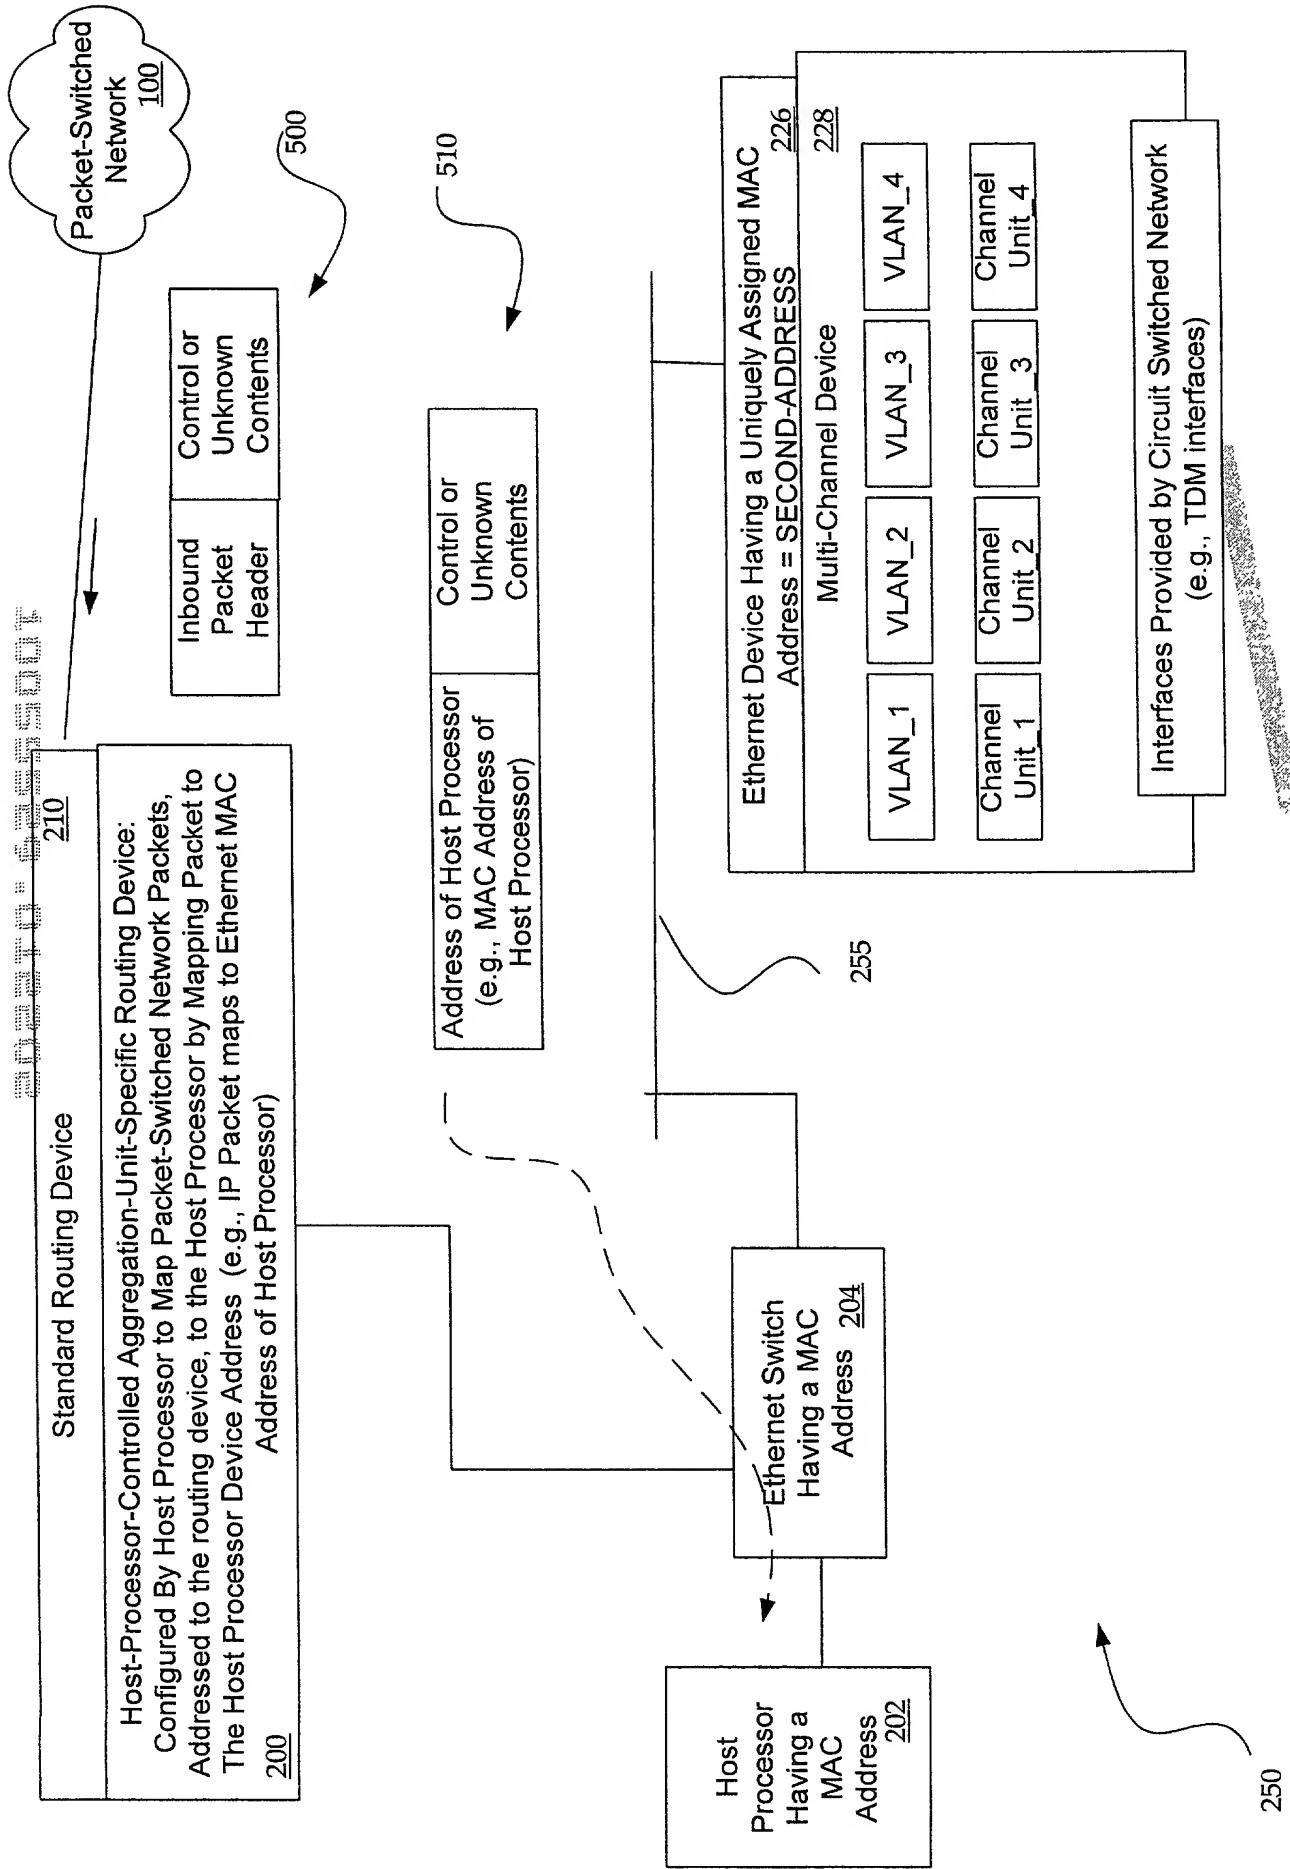 Standard Routing Device
210
Host-Processor-Controlled Aggregation-Unit-Specific Routing Device:
Configured By Host Processor to Map Packet-Switched Network Packets,
Addressed to the routing device, to the Host Processor by Mapping Packet to
The Host Processor Device Address (e.g., IP Packet maps to Ethernet MAC
Address of Host Processor)
200
Packet-Switched
Network
100
Inbound
Packet
Header
Control or
Unknown
Contents
500
Address of Host Processor
(e.g., MAC Address of
Host Processor)
Control or
Unknown
Contents
510
255
Host
Processor
Having a
MAC
Address
202
Ethernet Switch
Having a MAC
Address 204
Ethernet Device Having a Uniquely Assigned MAC
Address = SECOND-ADDRESS
226
Multi-Channel Device
228
VLAN_1
VLAN_2
VLAN_3
VLAN_4
Channel
Unit_1
Channel
Unit_2
Channel
Unit_3
Channel
Unit_4
Interfaces Provided by Circuit Switched Network
(e.g., TDM interfaces)
250